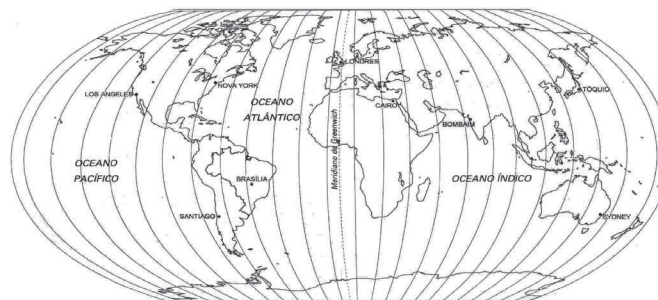 LONDRES
NOVA YORK
LOS ANGELES
TÓQUIO
OCEANO
ATLÂNTICO
CAIRO
BOMBAIM
Meridiano de Greenwich
OCEANO
PACÍFICO
BRASÍLIA
OCEANO ÍNDICO
SANTIAGO
SYDNEY